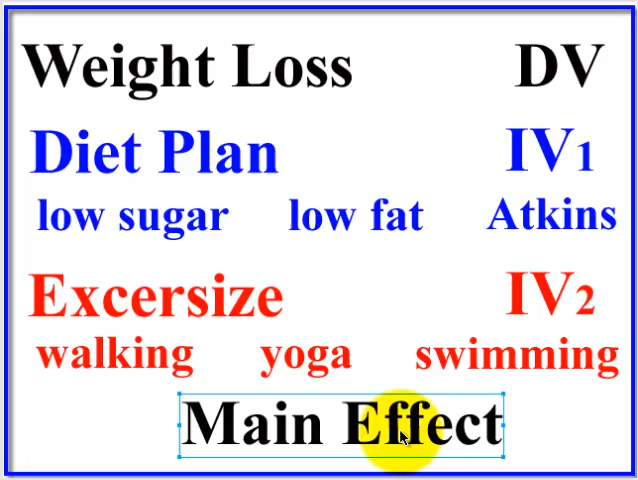 Weight Loss DV
Diet Plan IV1
low sugar low fat Atkins
Excersize IV2
walking yoga swimming
Main Effect